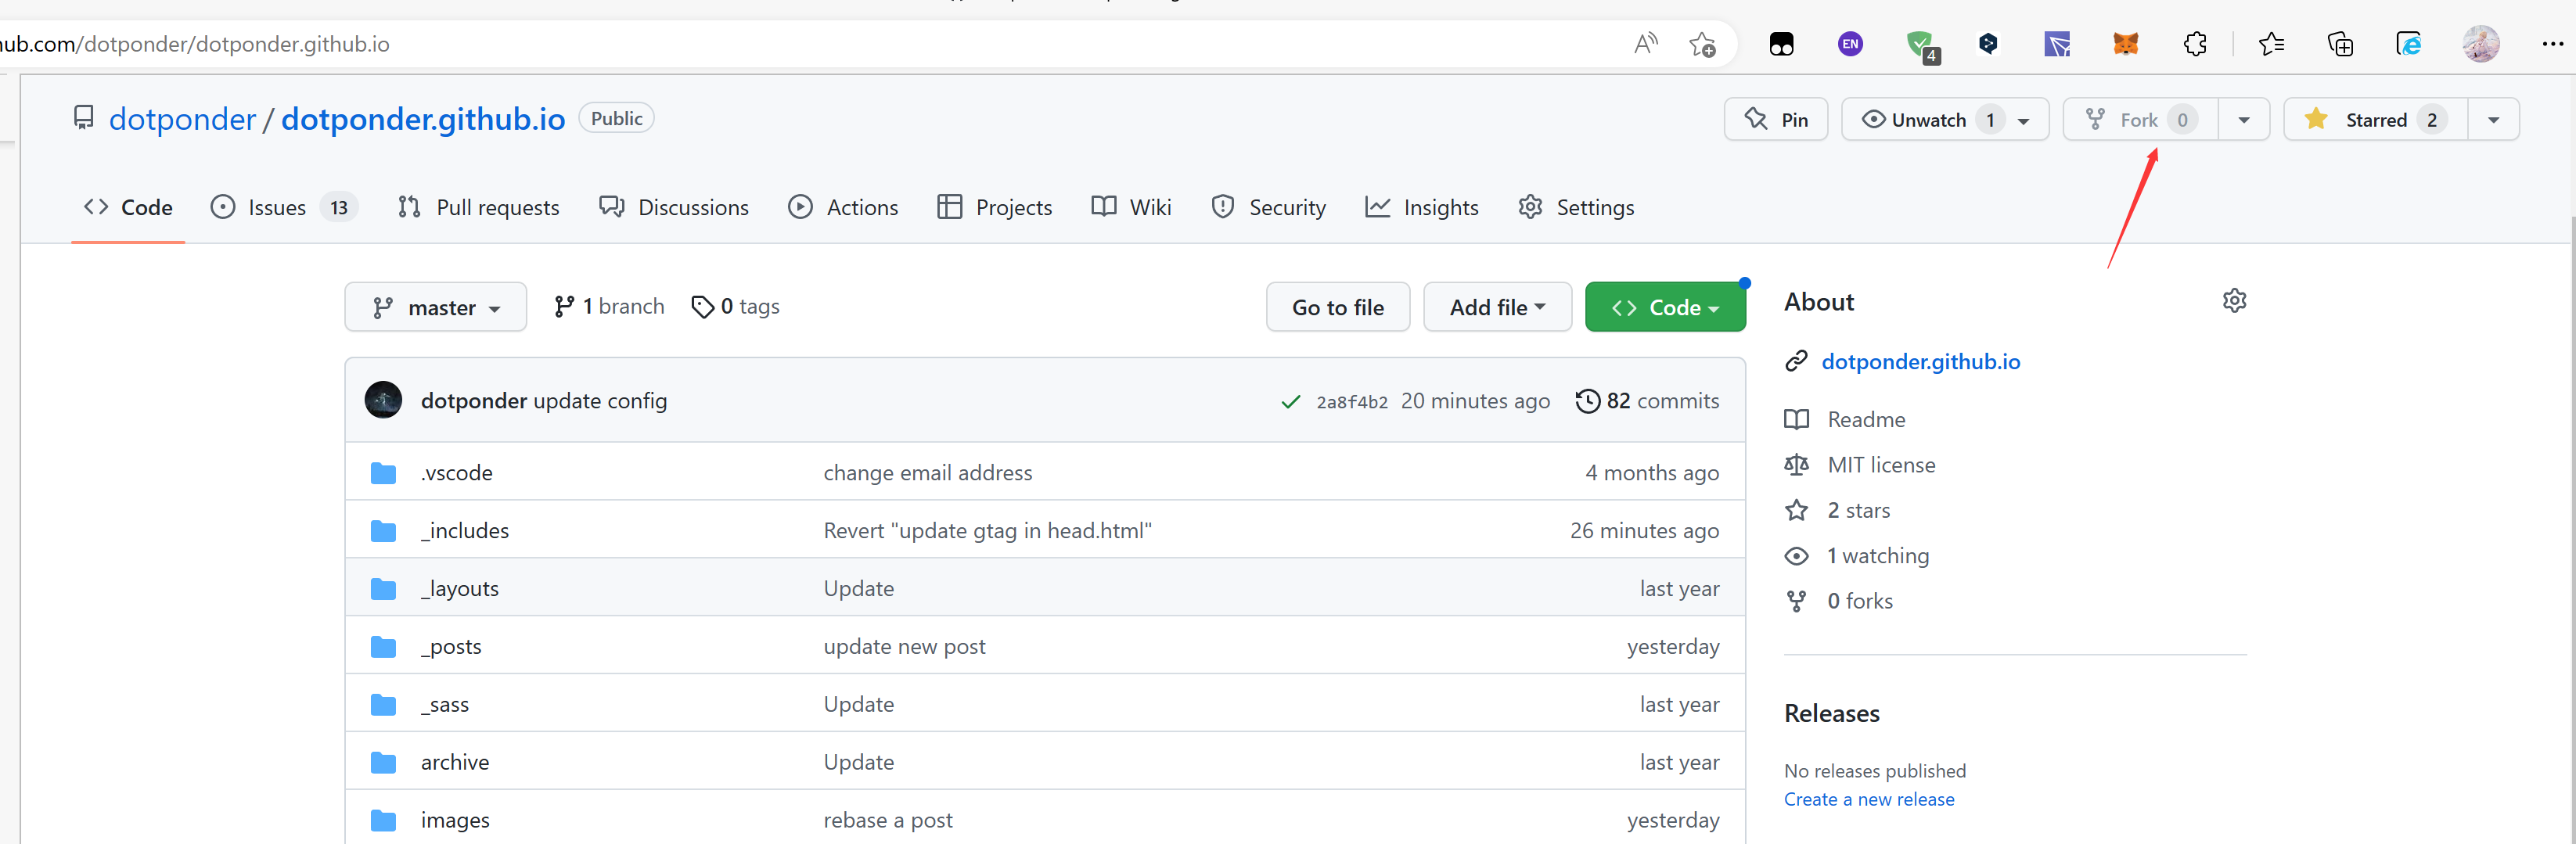 hub.com/dotponder/dotponder.github.io
EN
4
dotponder / dotponder.github.io Public
Pin
Unwatch 1
Fork 0
Starred 2
Code
Issues 13
Pull requests
Discussions
Actions
Projects
Wiki
Security
Insights
Settings
master
1 branch
0 tags
Go to file
Add file
Code
dotponder update config 2a8f4b2 20 minutes ago 82 commits
.vscode change email address 4 months ago
_includes Revert "update gtag in head.html" 26 minutes ago
_layouts Update last year
_posts update new post yesterday
_sass Update last year
archive Update last year
images rebase a post yesterday
About
dotponder.github.io
Readme
MIT license
2 stars
1 watching
0 forks
Releases
No releases published
Create a new release